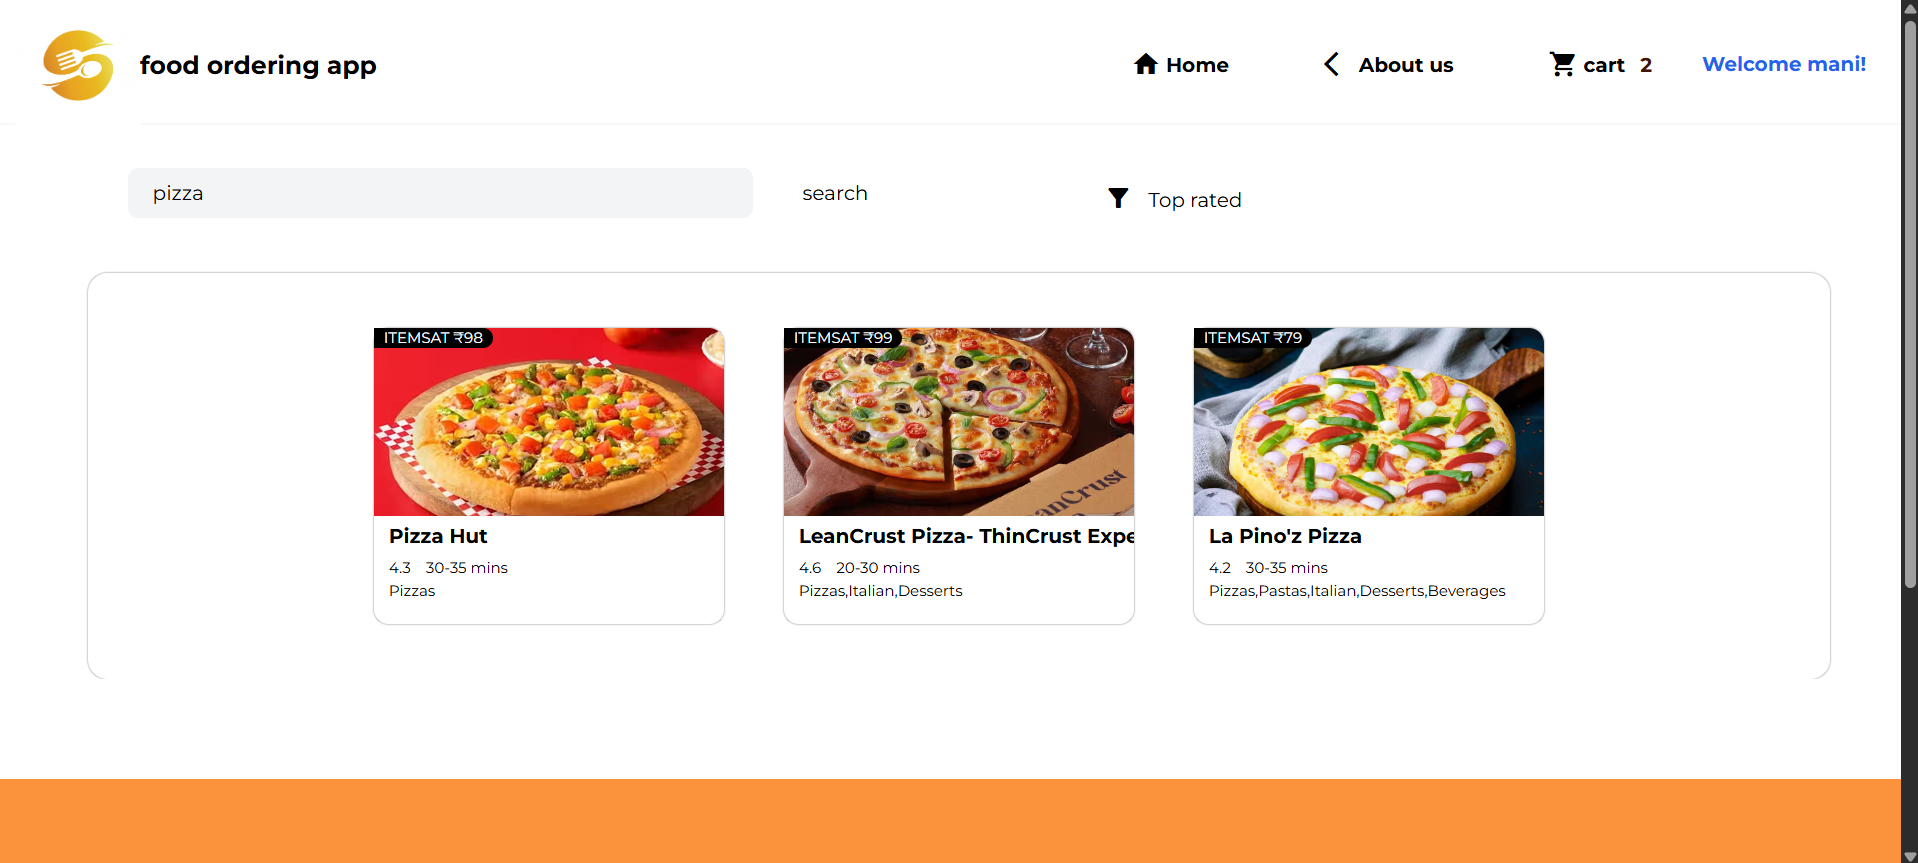 food ordering app
Home
About us
cart 2
Welcome mani!
pizza
search
Top rated
ITEMSAT ₹98
Pizza Hut
4.3 30-35 mins
Pizzas
ITEMSAT ₹99
anCrust
LeanCrust Pizza- ThinCrust Expe
4.6 20-30 mins
Pizzas,Italian,Desserts
ITEMSAT ₹79
La Pino'z Pizza
4.2 30-35 mins
Pizzas,Pastas,Italian,Desserts,Beverages